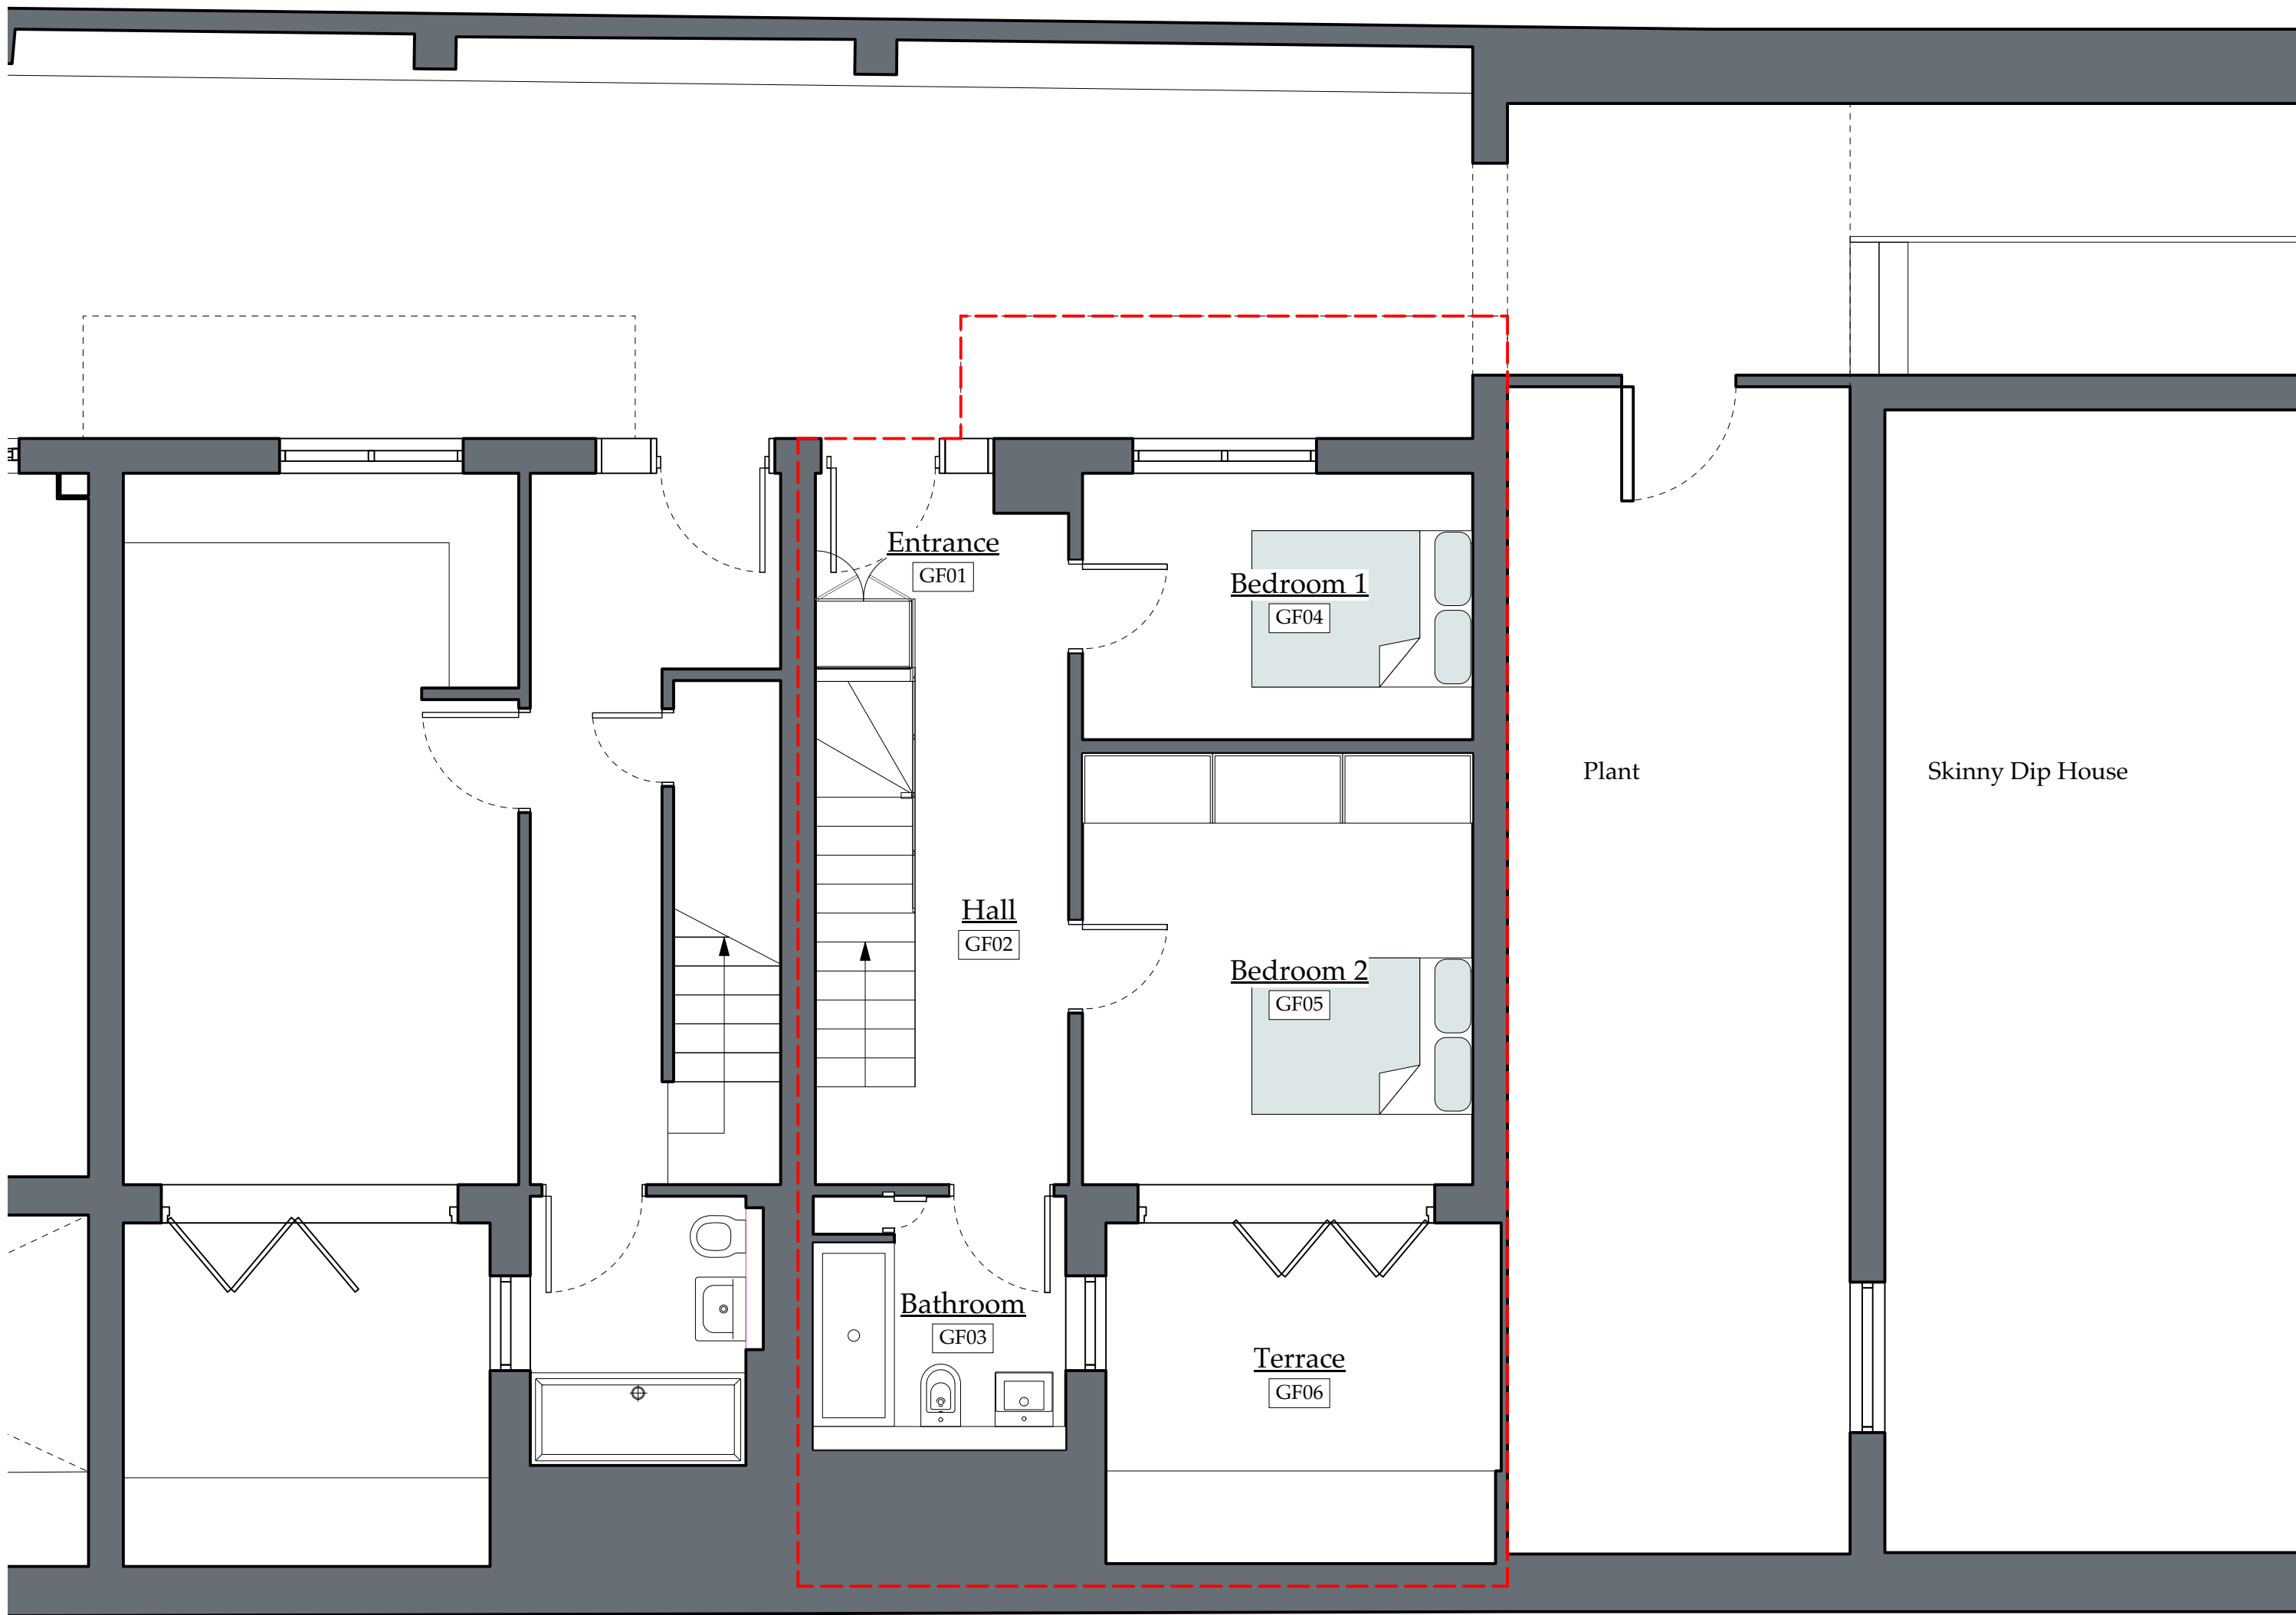 Entrance
GF01
Bedroom 1
GF04
Plant
Skinny Dip House
Hall
GF02
Bedroom 2
GF05
Bathroom
GF03
Terrace
GF06